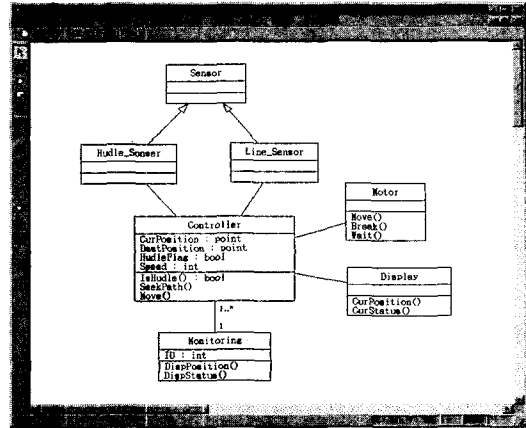 Sensor
Hudle_Sonser
Line_Sensor
Motor
Move()
Break()
Wait()
Controller
CurPosition : point
DestPosition : point
HudleFlag : bool
Speed : int
IsHudle() : bool
SeekPath()
Move()
Display
CurPosition()
CurStatus()
1..*
1
Monitoring
ID : int
DispPosition()
DispStatus()